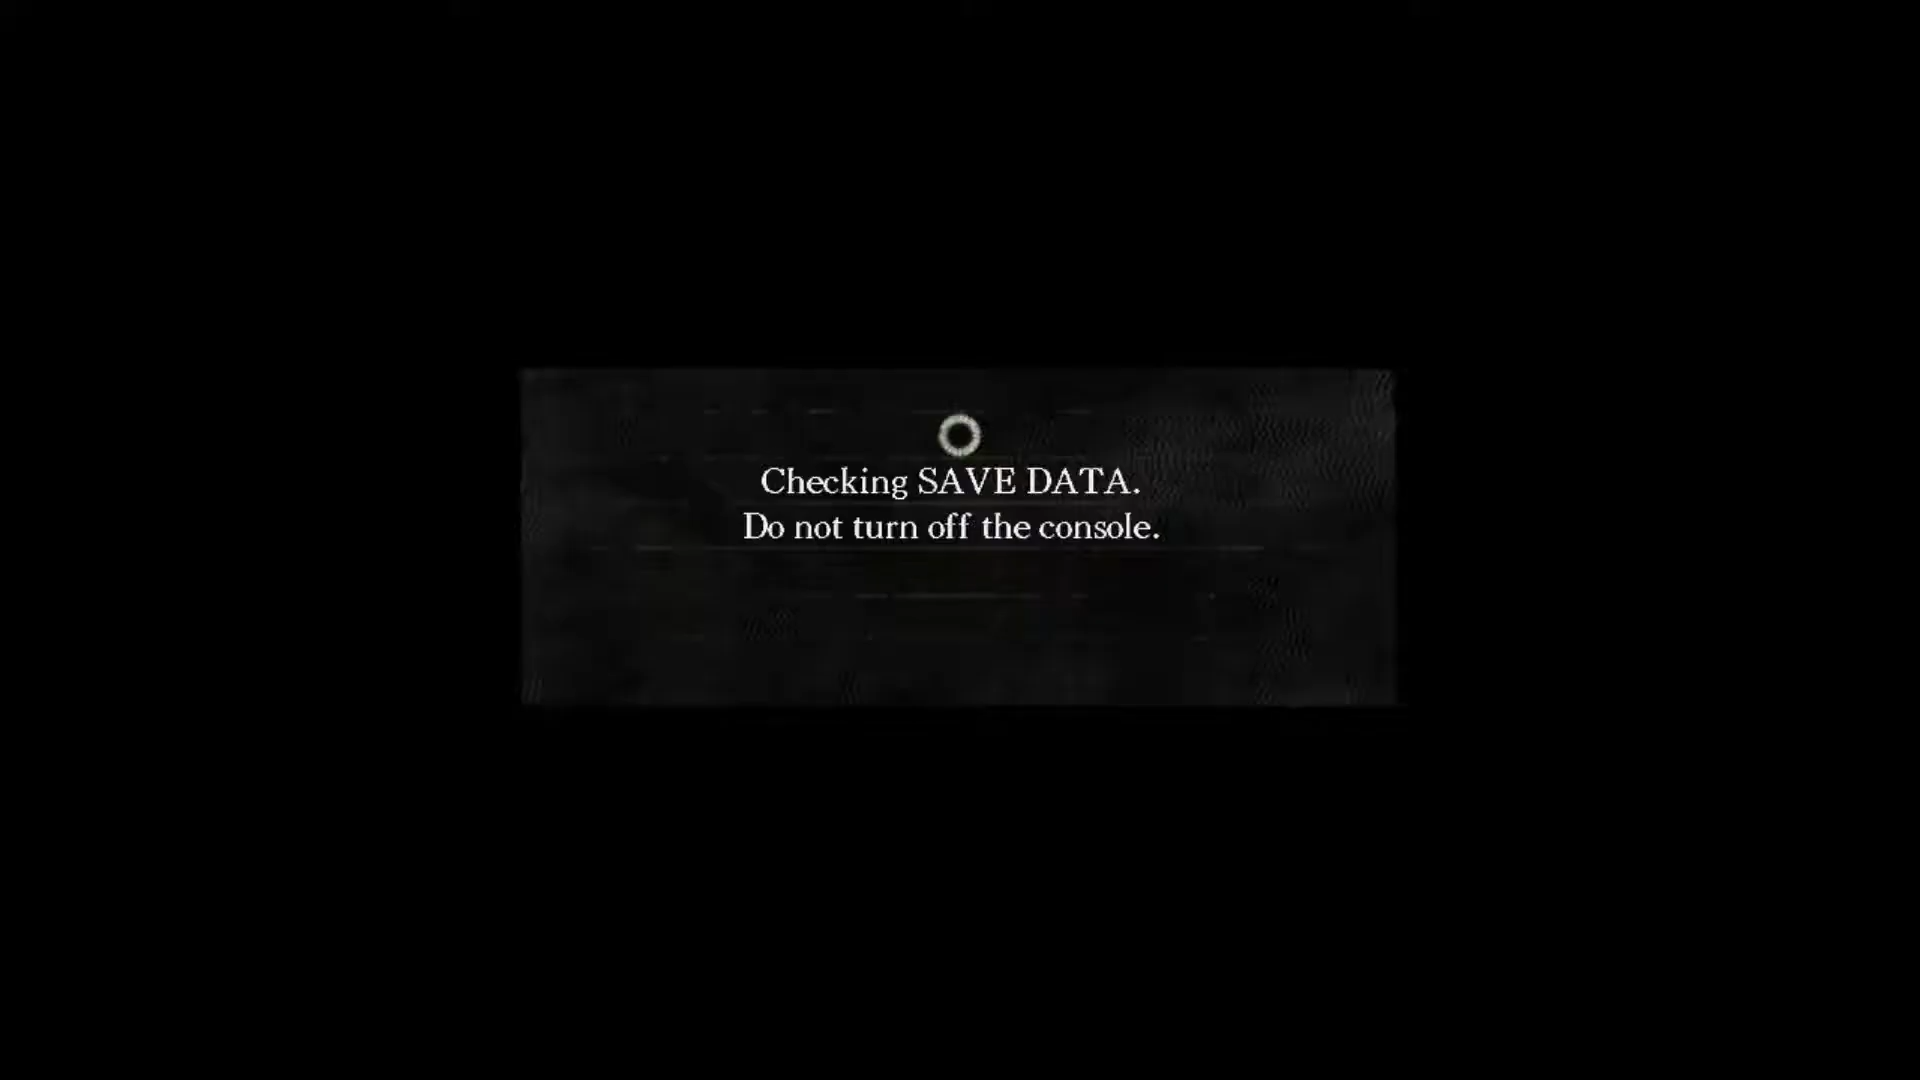 Checking SAVE DATA.
Do not turn off the console.